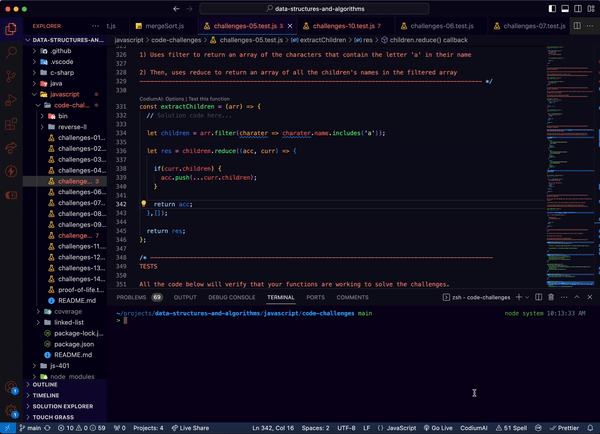 data-structures-and-algorithms
EXPLORER
DATA-STRUCTURES-AND-...
.github
.vscode
c-sharp
java
javascript
code-chal...
bin
reverse-ll
challenges-01...
challenges-02...
challenges-03...
challenges-04...
challenge... 3
challenges-06...
challenges-07...
challenges-08...
challenges-09...
challenge... 7
challenges-11...
challenges-12...
challenges-13...
challenges-14...
proof-of-life.t...
README.md
coverage
linked-list
package-lock.j...
package.json
README.md
js-401
node_modules
OUTLINE
TIMELINE
SOLUTION EXPLORER
TOUCH GRASS
t.js
mergeSort.js
challenges-05.test.js 3
challenges-10.test.js 7
challenges-06.test.js
challenges-07.test.js
javascript > code-challenges > challenges-05.test.js > extractChildren > res > children.reduce() callback
326 1) Uses filter to return an array of the characters that contain the letter 'a' in their name
327
328 2) Then, uses reduce to return an array of all the children's names in the filtered array
329 */
330
CodiumAI: Options | Test this function
331 const extractChildren = (arr) => {
332 // Solution code here...
333
334 let children = arr.filter(charater => charater.name.includes('a'));
335
336 let res = children.reduce((acc, curr) => {
337
338 if(curr.children) {
339 acc.push(...curr.children);
340 }
341
342 return acc;
343 },[]);
344
345 return res;
346 };
347
348 /*
349 TESTS
350
351 All the code below will verify that your functions are working to solve the challenges.
PROBLEMS 69 OUTPUT DEBUG CONSOLE TERMINAL PORTS COMMENTS
zsh - code-challenges
~/projects/data-structures-and-algorithms/javascript/code-challenges main
node system 10:13:33 AM
>
main 10 0 59 0 Projects: 4 Live Share Ln 342, Col 16 Spaces: 2 UTF-8 LF {} JavaScript Go Live CodiumAI 51 Spell Prettier